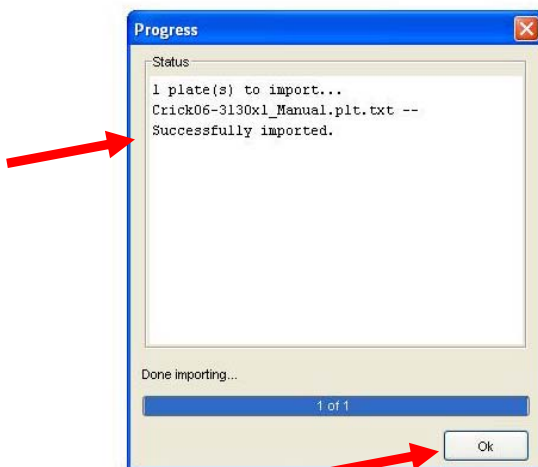 Progress
Status
1 plate(s) to import...
Crick06-3130xl_Manual.plt.txt --
Successfully imported.
Done importing...
1 of 1
Ok